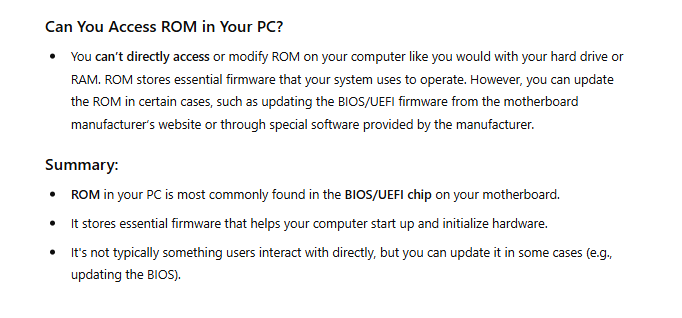 Can You Access ROM in Your PC?
• You can't directly access or modify ROM on your computer like you would with your hard drive or
RAM. ROM stores essential firmware that your system uses to operate. However, you can update
the ROM in certain cases, such as updating the BIOS/UEFI firmware from the motherboard
manufacturer's website or through special software provided by the manufacturer.
Summary:
• ROM in your PC is most commonly found in the BIOS/UEFI chip on your motherboard.
• It stores essential firmware that helps your computer start up and initialize hardware.
• It's not typically something users interact with directly, but you can update it in some cases (e.g.,
updating the BIOS).